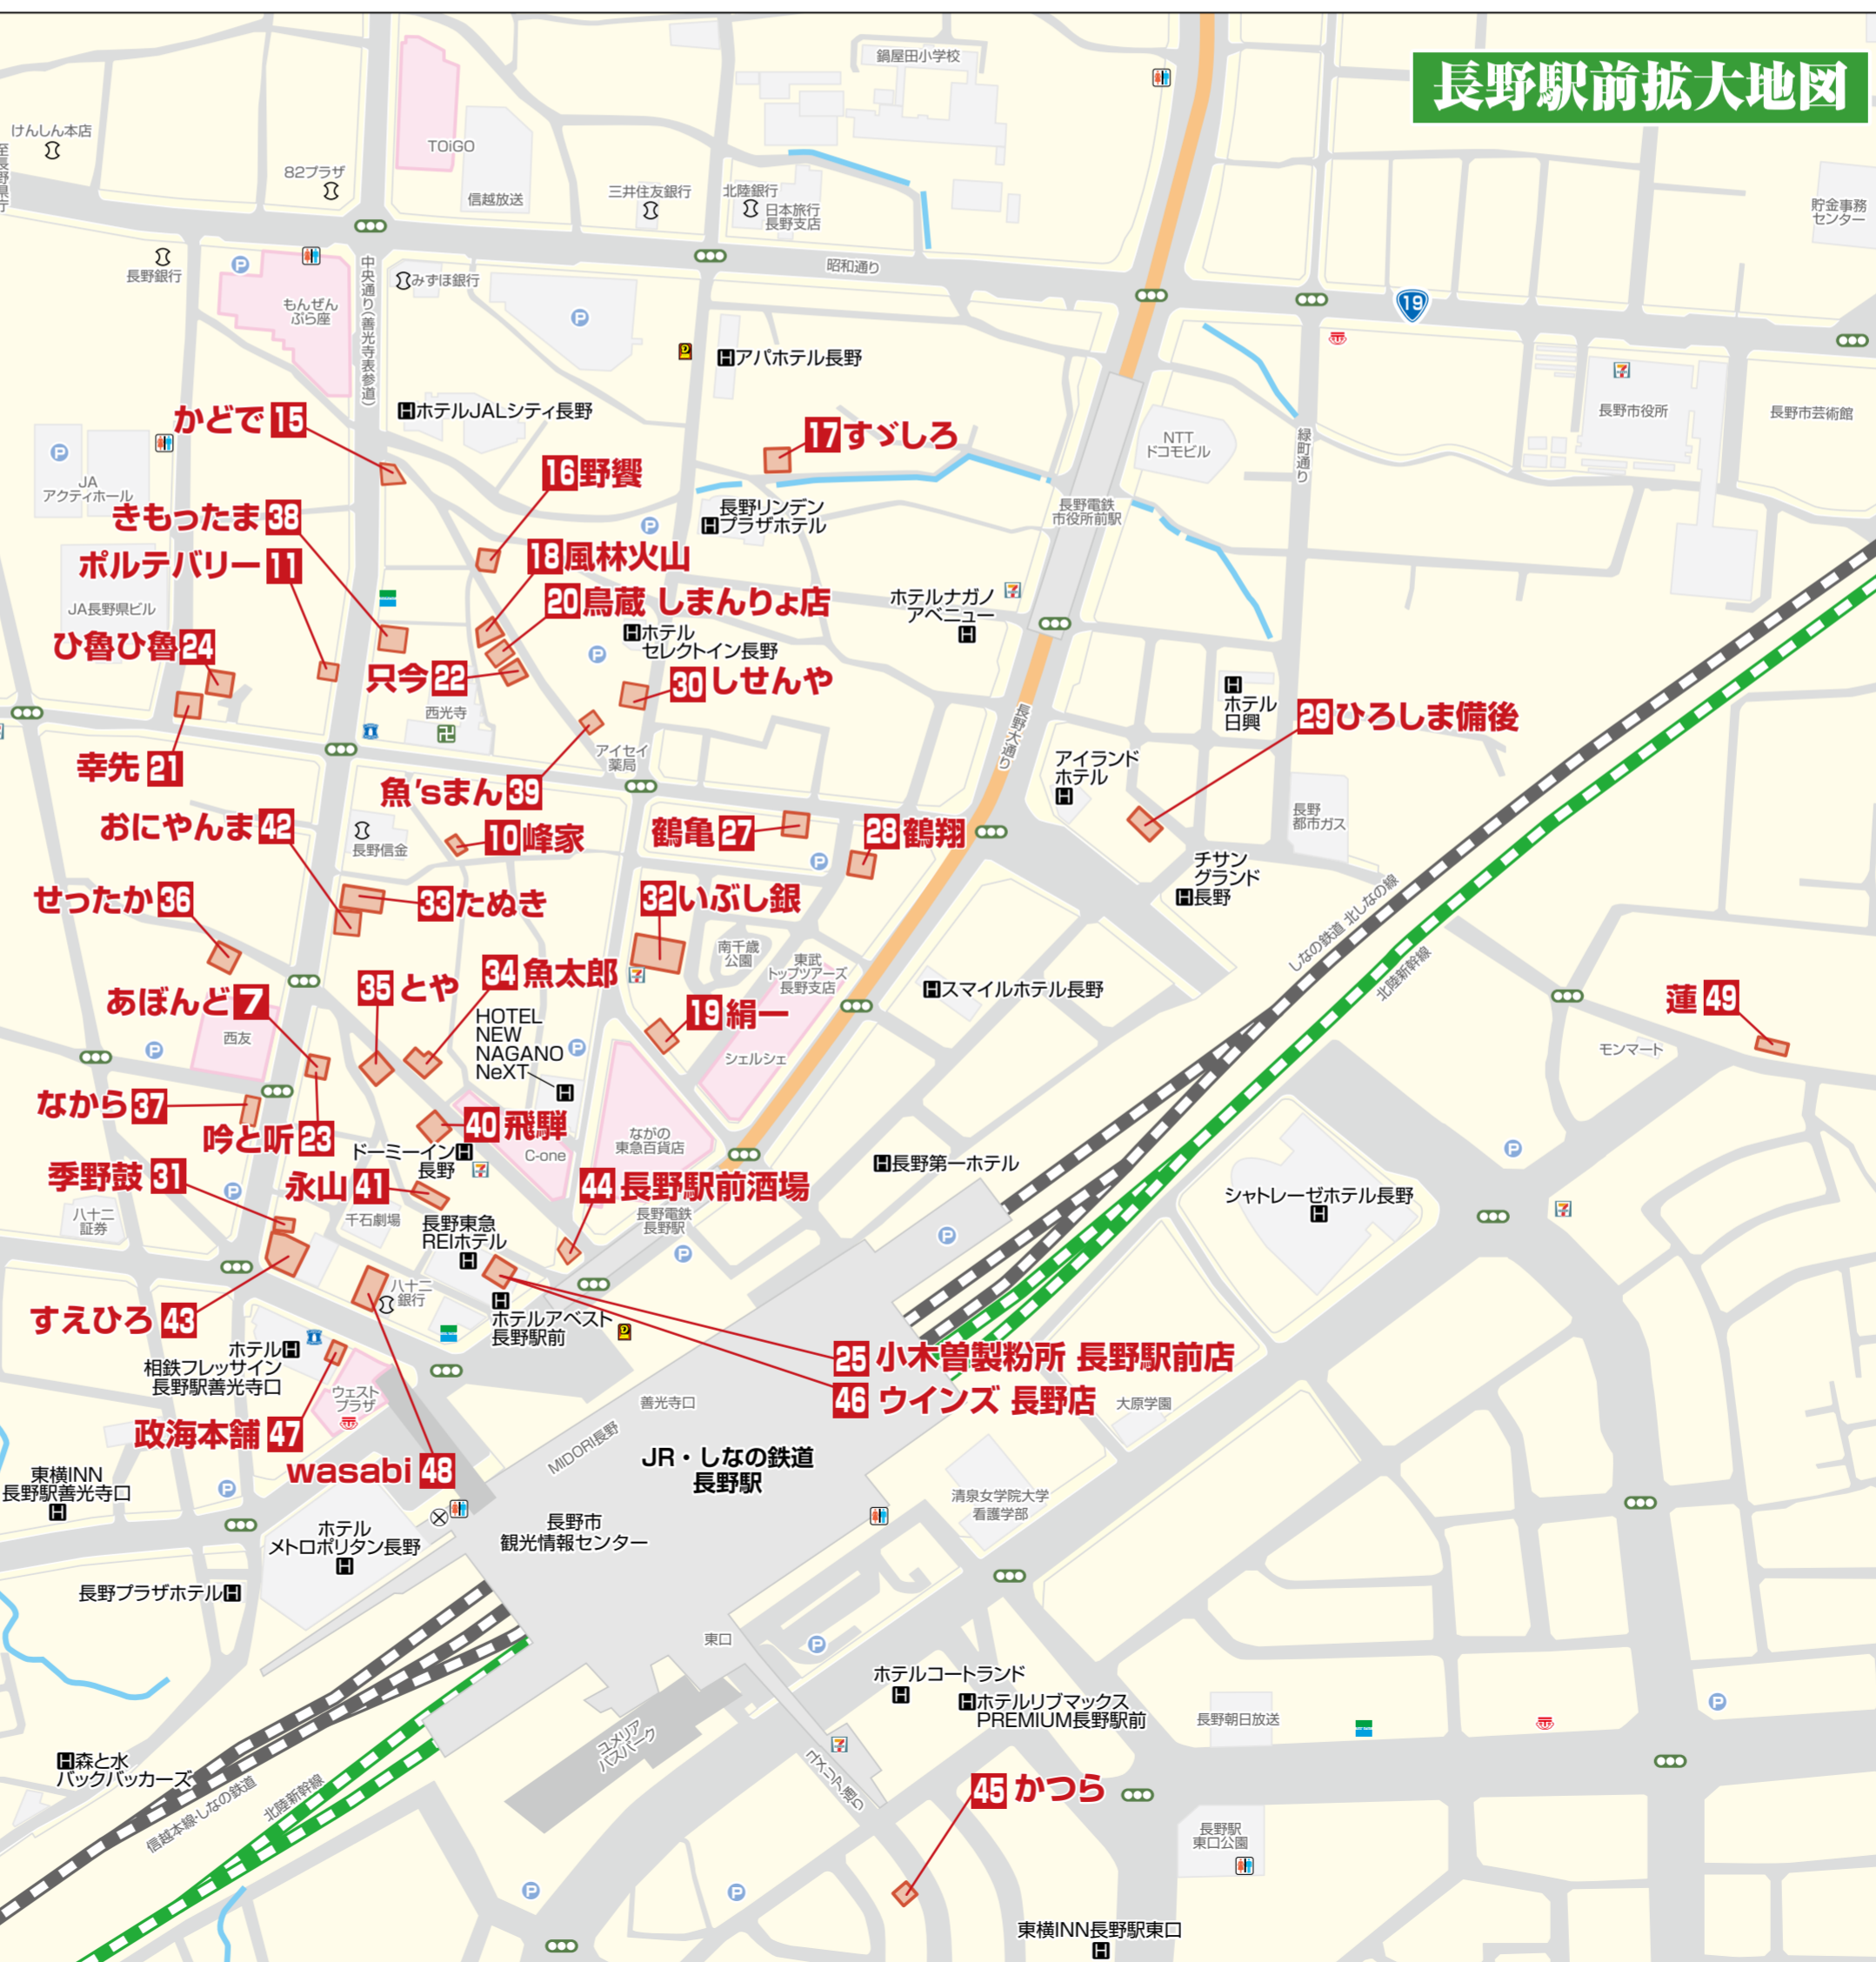 長野駅前拡大地図
鍋屋田小学校
けんしん本店
至長野県庁
82プラザ
TOiGO
信越放送
三井住友銀行
北陸銀行
日本旅行
長野支店
貯金事務
センター
長野銀行
P
もんぜん
ぷら座
中央通り(善光寺表参道)
みずほ銀行
昭和通り
19
P
H アパホテル長野
H ホテルJALシティ長野
長野市役所
長野市芸術館
かどで 15
17 すゞしろ
NTT
ドコモビル
緑町通り
P
JA
アクティホール
16 野饗
長野リンデン
H プラザホテル
長野電鉄
市役所前駅
きもったま 38
P
ポルテバリー 11
18 風林火山
JA長野県ビル
20 鳥蔵 しまんりょ店
ホテルナガノ
アベニュー
H
ひ魯ひ魯 24
H ホテル
セレクトイン長野
P
只今 22
30 しせんや
西光寺
H
ホテル
日興
29 ひろしま備後
長野大通り
幸先 21
アイセイ
薬局
アイランド
ホテル
H
魚'sまん 39
おにやんま 42
長野信金
10 峰家
鶴亀 27
28 鶴翔
長野
都市ガス
P
チサン
グランド
H 長野
せったか 36
33 たぬき
32 いぶし銀
しなの鉄道 北しなの線
北陸新幹線
南千歳
公園
東武
トップツアーズ
長野支店
あぼんど 7
35 とや
34 魚太郎
H スマイルホテル長野
蓮 49
西友
P
HOTEL
NEW
NAGANO
NeXT
H
P
19 絹一
シェルシェ
モンマート
なから 37
吟と听 23
40 飛騨
ながの
東急百貨店
ドーミーイン H
長野
C-one
H 長野第一ホテル
P
季野鼓 31
P
永山 41
44 長野駅前酒場
シャトレーゼホテル長野
H
八十二
証券
千石劇場
長野東急
REIホテル
H
長野電鉄
長野駅
P
P
すえひろ 43
八十二
銀行
H
ホテルアベスト
長野駅前
ホテル H
相鉄フレッサイン
長野駅善光寺口
25 小木曽製粉所 長野駅前店
46 ウインズ 長野店
ウェスト
プラザ
善光寺口
大原学園
政海本舗 47
MIDORI長野
JR・しなの鉄道
長野駅
wasabi 48
東横INN
長野駅善光寺口
H
P
清泉女学院大学
看護学部
ホテル
メトロポリタン長野
H
長野市
観光情報センター
長野プラザホテル H
東口
P
ホテルコートランド
H
H ホテルリブマックス
PREMIUM長野駅前
長野朝日放送
P
ユメリア
バスパーク
ユメリア通り
H 森と水
バックパッカーズ
信越本線・しなの鉄道
北陸新幹線
45 かつら
長野駅
東口公園
P
P
東横INN長野駅東口
H